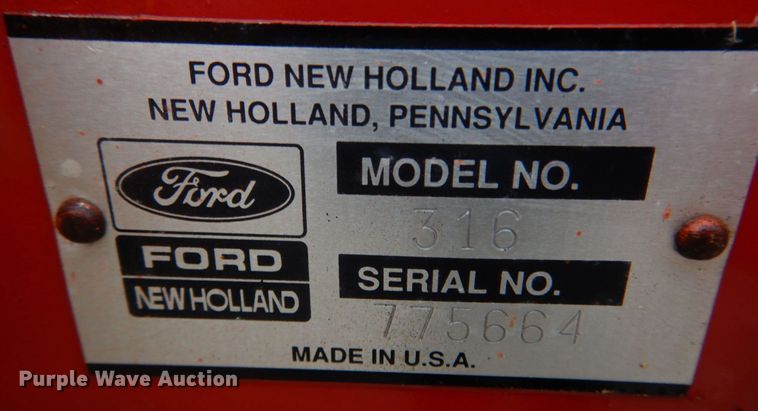 FORD NEW HOLLAND INC.
NEW HOLLAND, PENNSYLVANIA
Ford
FORD
NEW HOLLAND
MODEL NO.
316
SERIAL NO.
775664
MADE IN U.S.A.
Purple Wave Auction